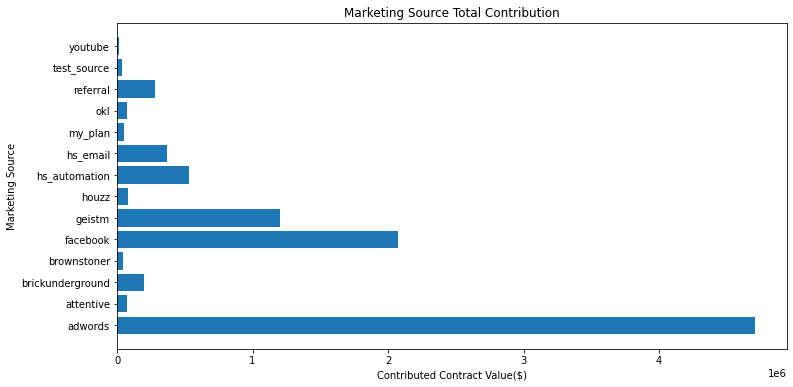 Marketing Source Total Contribution
youtube
test_source
referral
okl
my_plan
hs_email
hs_automation
houzz
geistm
facebook
brownstoner
brickunderground
attentive
adwords
Marketing Source
0 1 2 3 4
1e6
Contributed Contract Value($)